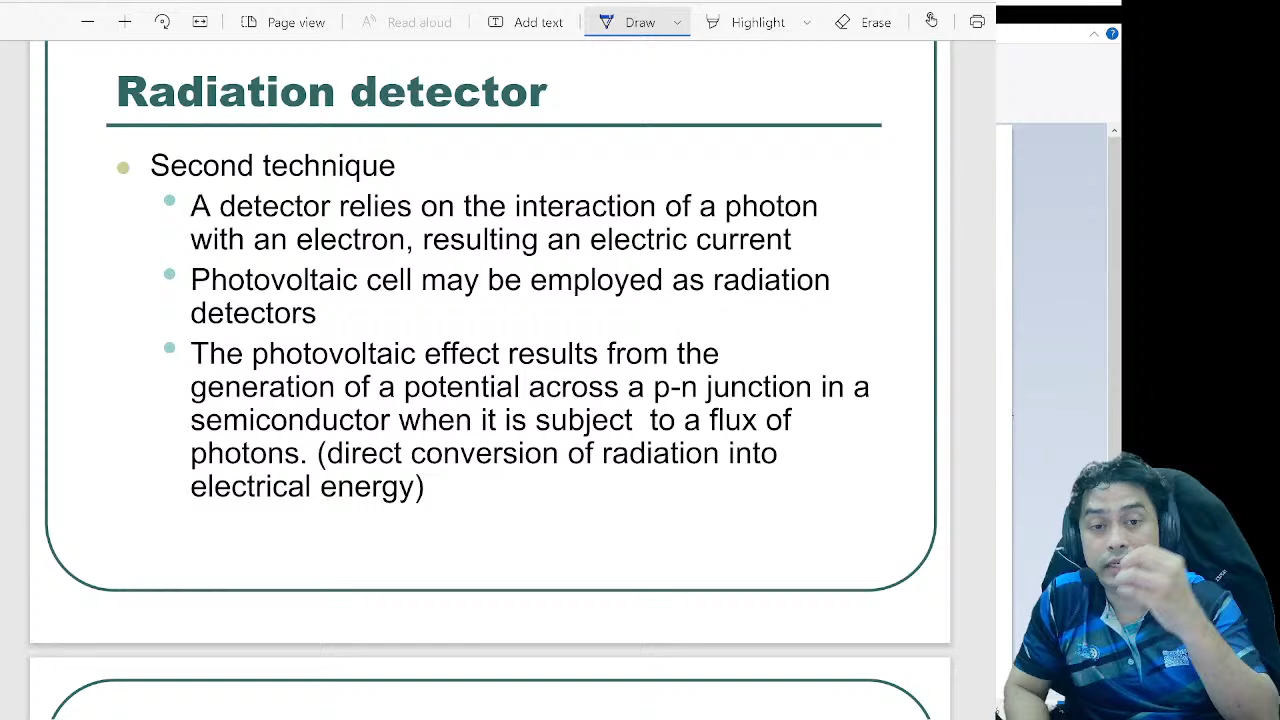 Page view
Read aloud
Add text
Draw
Highlight
Erase
?
Radiation detector
Second technique
A detector relies on the interaction of a photon
with an electron, resulting an electric current
Photovoltaic cell may be employed as radiation
detectors
The photovoltaic effect results from the
generation of a potential across a p-n junction in a
semiconductor when it is subject to a flux of
photons. (direct conversion of radiation into
electrical energy)